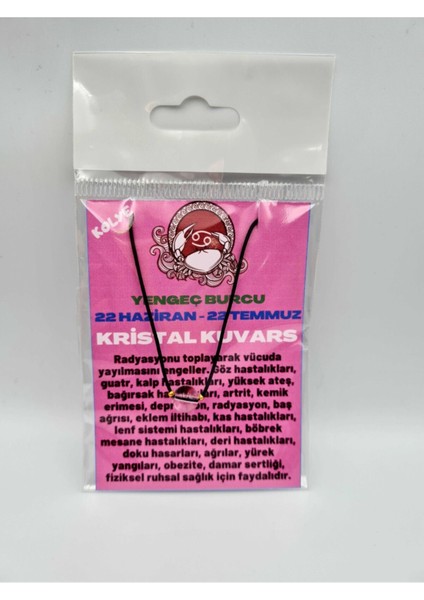 KOLYE
YENGEÇ BURCU
22 HAZİRAN - 22 TEMMUZ
KRİSTAL KUVARS
Radyasyonu toplayarak vücuda
yayılmasını engeller. Göz hastalıkları,
guatr, kalp hastalıkları, yüksek ateş,
bağırsak artrit, kemik
erimesi, radyasyon, baş
ağrısı, eklem iltihabı, kas hastalıkları,
lenf sistemi hastalıkları, böbrek
mesane hastalıkları, deri hastalıkları,
doku hasarları, ağrılar, yürek
yangıları, obezite, damar sertliği,
fiziksel ruhsal sağlık için faydalıdır.